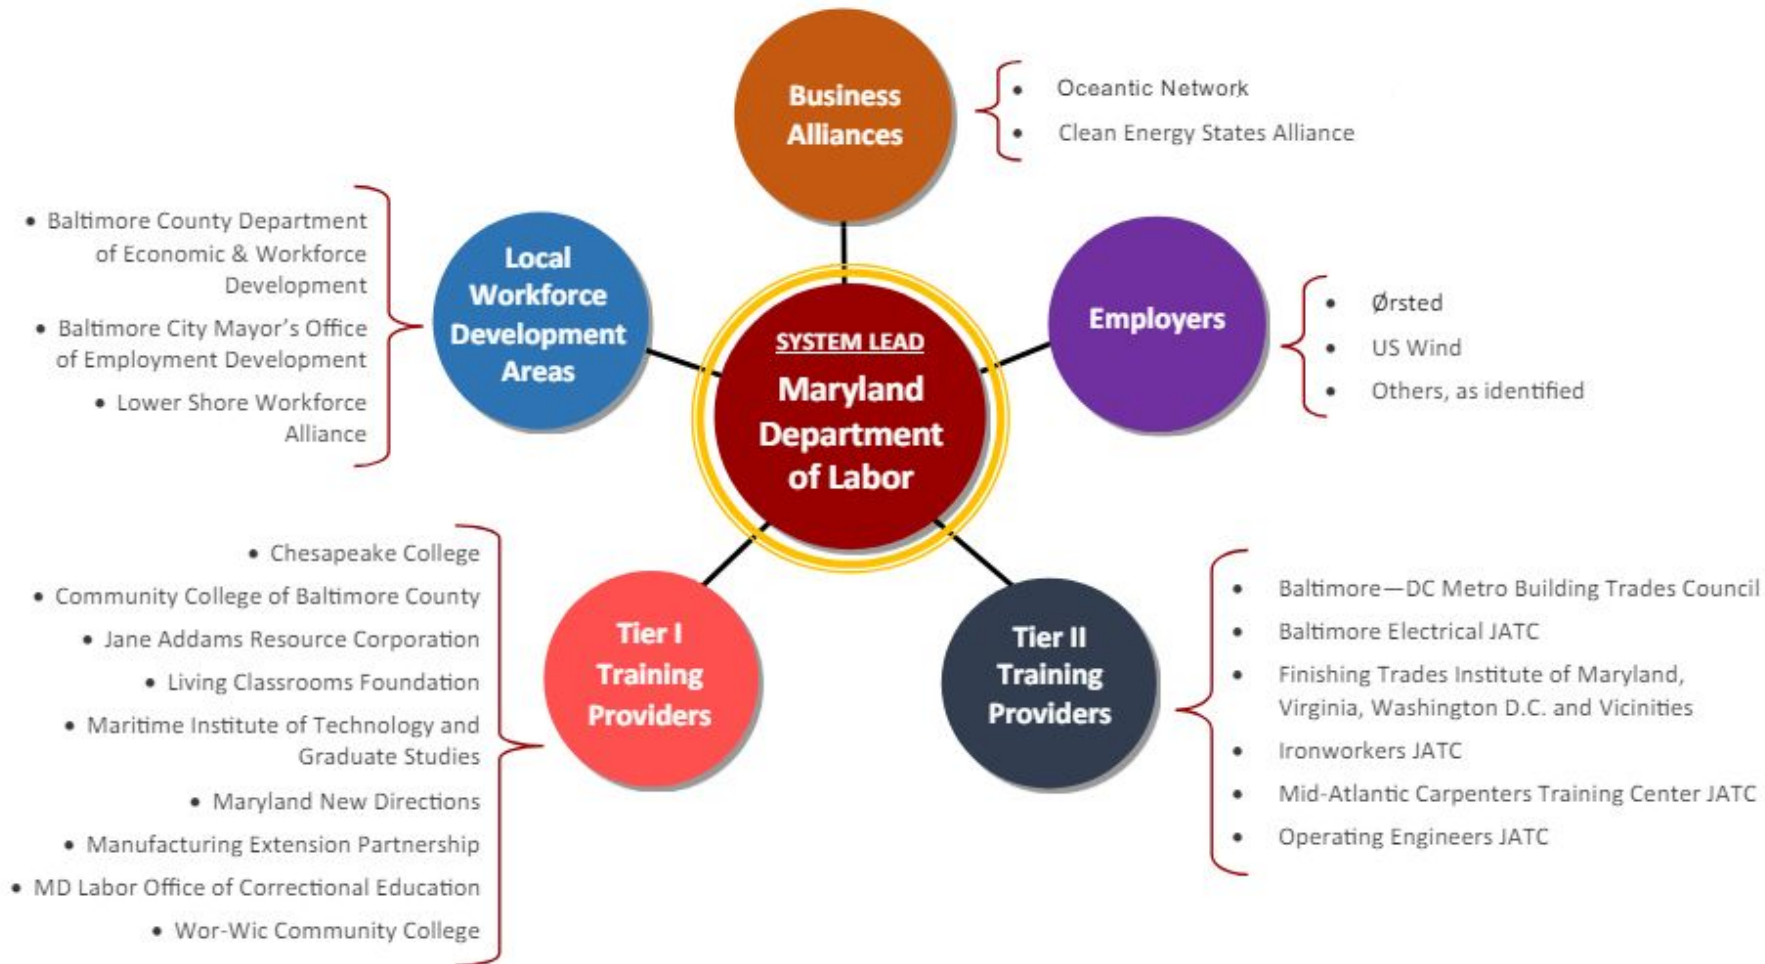 Business
Alliances
• Oceantic Network
• Clean Energy States Alliance
• Baltimore County Department
of Economic & Workforce
Development
• Baltimore City Mayor’s Office
of Employment Development
• Lower Shore Workforce
Alliance
Local
Workforce
Development
Areas
SYSTEM LEAD
Maryland
Department
of Labor
Employers
• Ørsted
• US Wind
• Others, as identified
• Chesapeake College
• Community College of Baltimore County
• Jane Addams Resource Corporation
• Living Classrooms Foundation
• Maritime Institute of Technology and
Graduate Studies
• Maryland New Directions
• Manufacturing Extension Partnership
• MD Labor Office of Correctional Education
• Wor-Wic Community College
Tier I
Training
Providers
Tier II
Training
Providers
• Baltimore—DC Metro Building Trades Council
• Baltimore Electrical JATC
• Finishing Trades Institute of Maryland,
Virginia, Washington D.C. and Vicinities
• Ironworkers JATC
• Mid-Atlantic Carpenters Training Center JATC
• Operating Engineers JATC